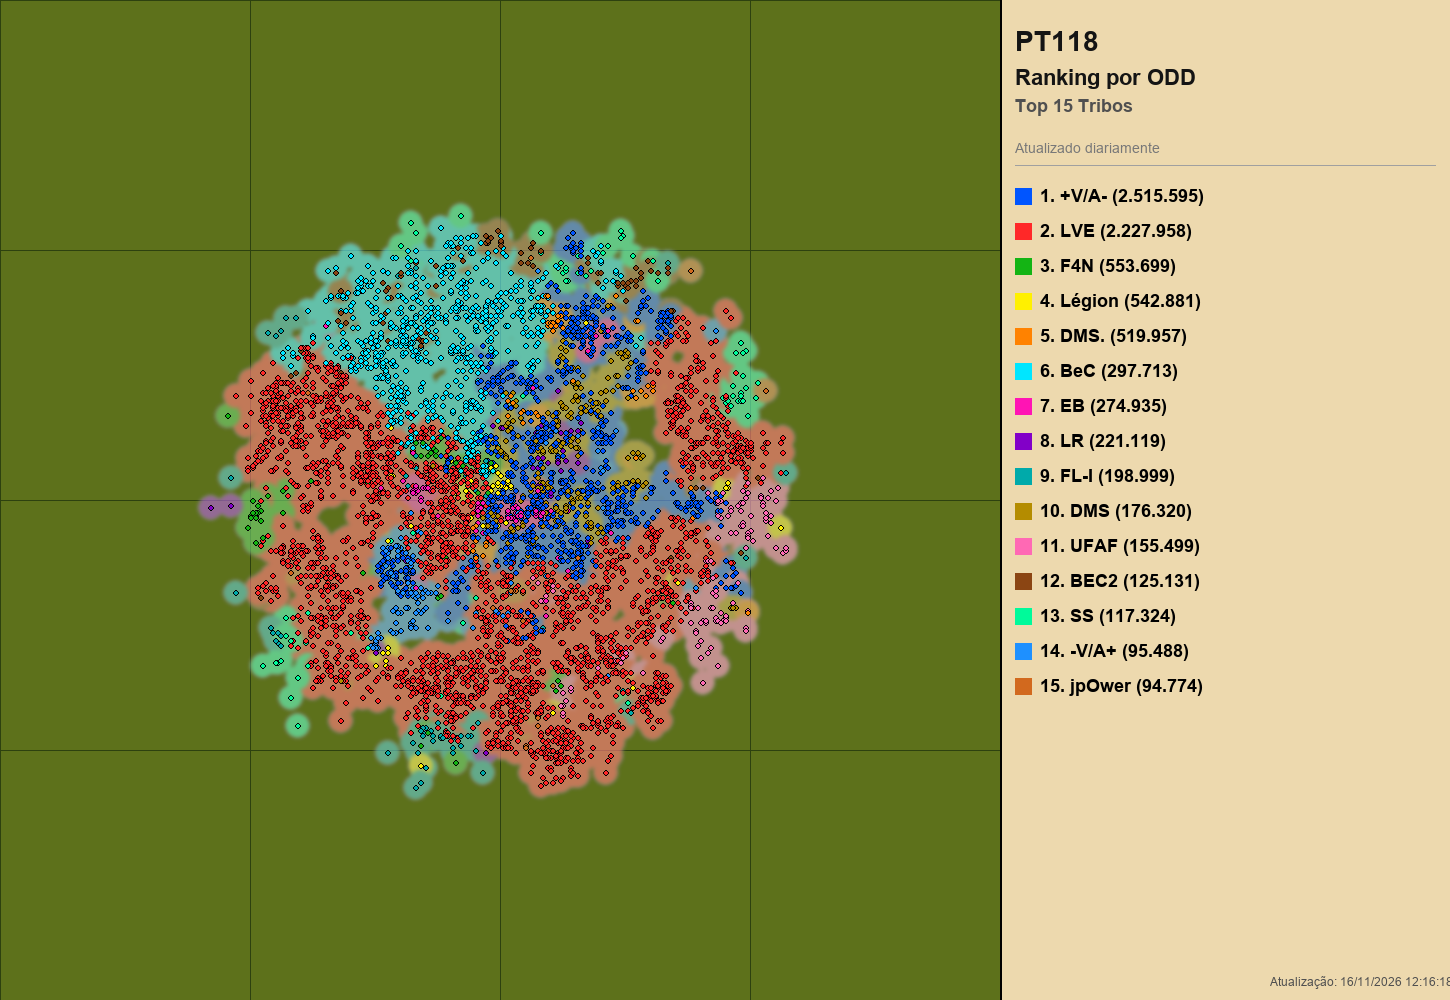 PT118
Ranking por ODD
Top 15 Tribos
Atualizado diariamente
1. +V/A- (2.515.595)
2. LVE (2.227.958)
3. F4N (553.699)
4. Légion (542.881)
5. DMS. (519.957)
6. BeC (297.713)
7. EB (274.935)
8. LR (221.119)
9. FL-I (198.999)
10. DMS (176.320)
11. UFAF (155.499)
12. BEC2 (125.131)
13. SS (117.324)
14. -V/A+ (95.488)
15. jpOwer (94.774)
Atualização: 16/11/2026 12:16:18